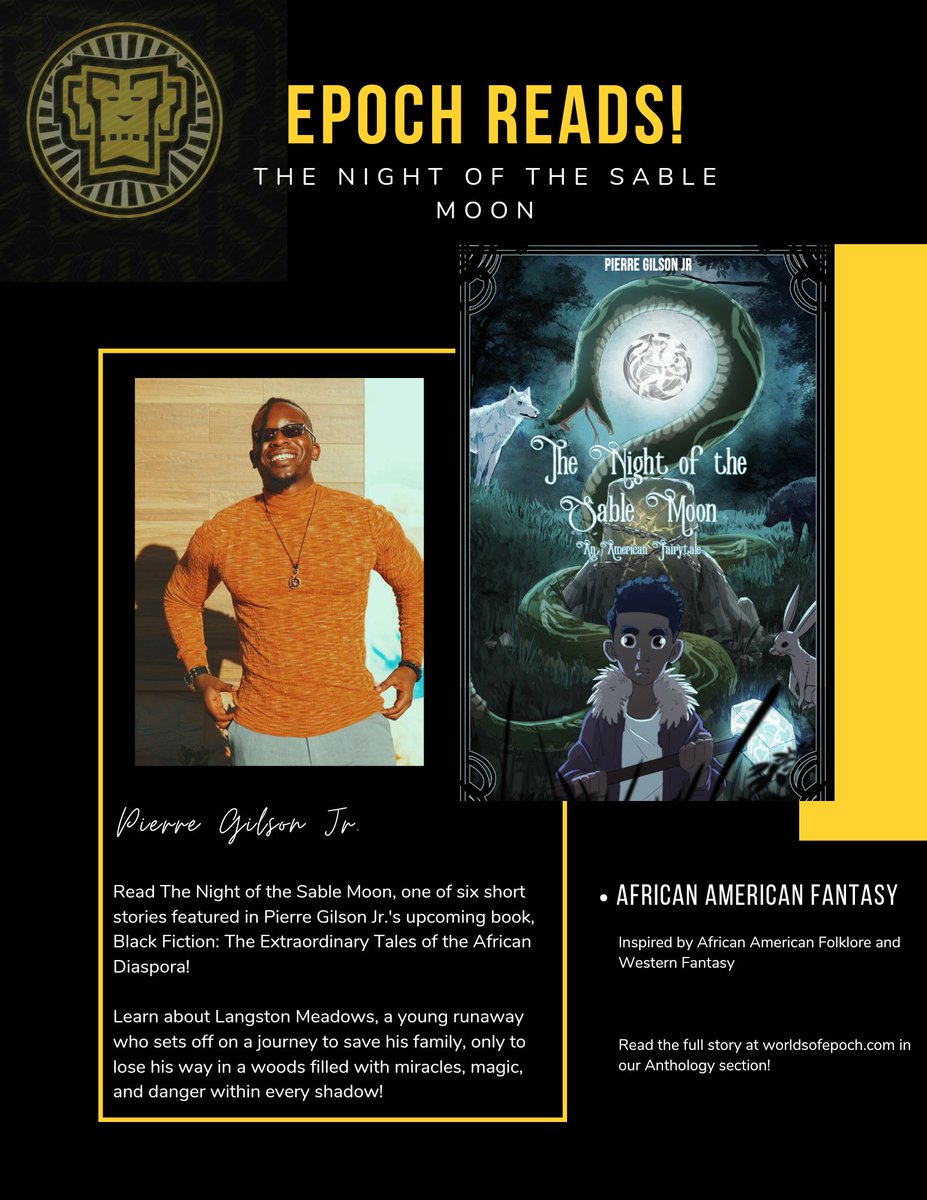 EPOCH READS!
THE NIGHT OF THE SABLE
MOON
PIERRE GILSON JR
The Night of the
Sable Moon
An American Fairytale
Pierre Gilson Jr.
Read The Night of the Sable Moon, one of six short
stories featured in Pierre Gilson Jr.'s upcoming book,
Black Fiction: The Extraordinary Tales of the African
Diaspora!
Learn about Langston Meadows, a young runaway
who sets off on a journey to save his family, only to
lose his way in a woods filled with miracles, magic,
and danger within every shadow!
• AFRICAN AMERICAN FANTASY
Inspired by African American Folklore and
Western Fantasy
Read the full story at worldsofepoch.com in
our Anthology section!